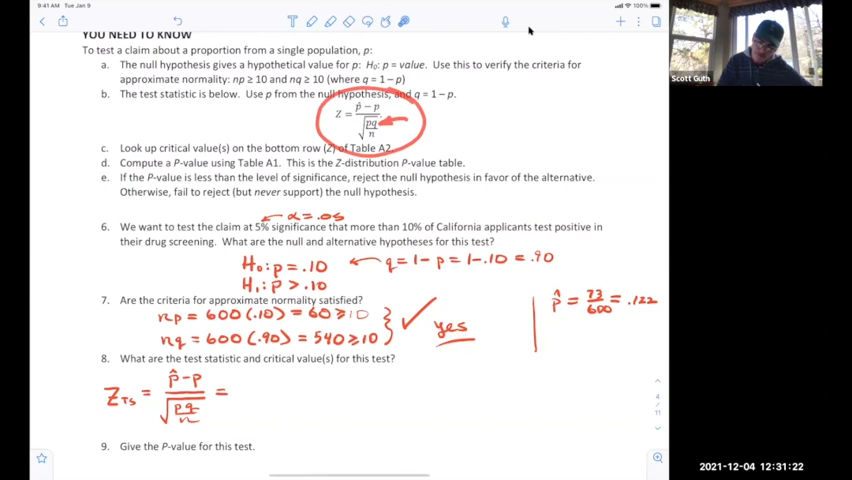 9:41 AM Tue Jan 9
100%
YOU NEED TO KNOW
To test a claim about a proportion from a single population, p:
a. The null hypothesis gives a hypothetical value for p: H₀: p = value. Use this to verify the criteria for
approximate normality: np ≥ 10 and nq ≥ 10 (where q = 1 – p)
b. The test statistic is below. Use p from the null hypothesis, and q = 1 – p.
Z = (p̂ − p) / √(pq/n)
c. Look up critical value(s) on the bottom row (Z) of Table A2.
d. Compute a P-value using Table A1. This is the Z-distribution P-value table.
e. If the P-value is less than the level of significance, reject the null hypothesis in favor of the alternative.
Otherwise, fail to reject (but never support) the null hypothesis.
α = .05
6. We want to test the claim at 5% significance that more than 10% of California applicants test positive in
their drug screening. What are the null and alternative hypotheses for this test?
H₀: p = .10 ← q = 1 – p = 1 – .10 = .90
H₁: p > .10
7. Are the criteria for approximate normality satisfied?
np = 600(.10) = 60 ≥ 10
nq = 600(.90) = 540 ≥ 10
yes
p̂ = 73/600 = .122
8. What are the test statistic and critical value(s) for this test?
Z_TS = (p̂ − p) / √(pq/n) =
9. Give the P-value for this test.
4
11
Scott Guth
2021-12-04 12:31:22